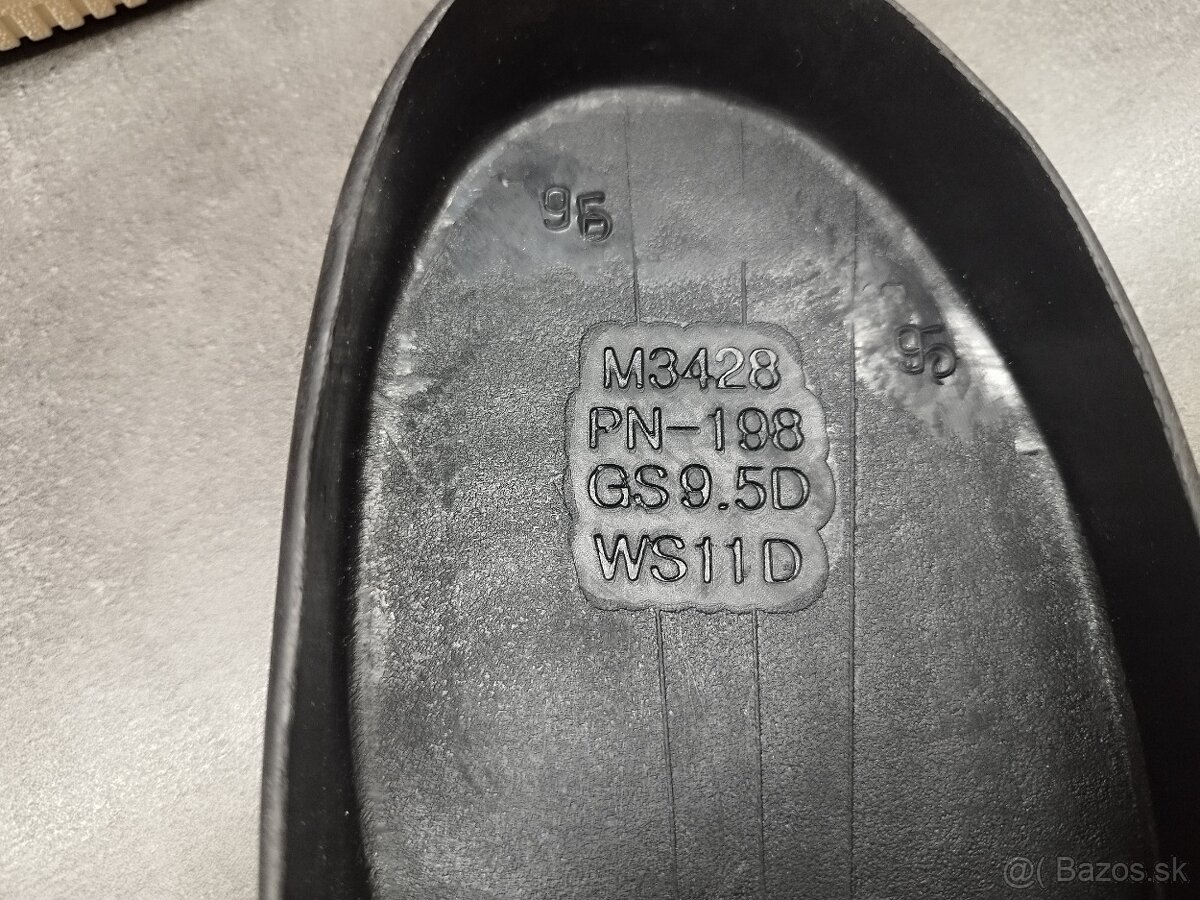 95
95
M3428
PN-198
GS9.5D
WS11D
@( Bazos.sk